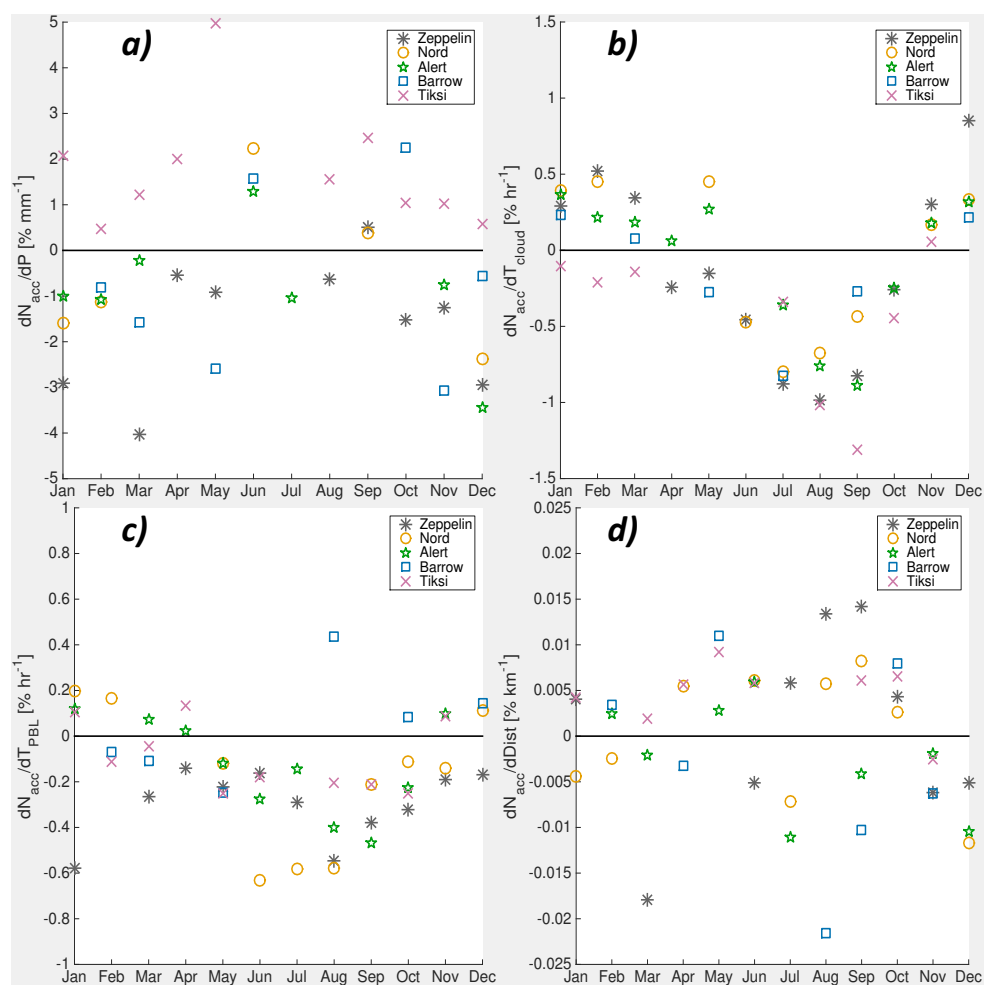 a)
Zeppelin
Nord
Alert
Barrow
Tiksi
dN_acc/dP [% mm^-1]
5
4
3
2
1
0
-1
-2
-3
-4
-5
Jan Feb Mar Apr May Jun Jul Aug Sep Oct Nov Dec
b)
Zeppelin
Nord
Alert
Barrow
Tiksi
dN_acc/dT_cloud [% hr^-1]
1.5
1
0.5
0
-0.5
-1
-1.5
Jan Feb Mar Apr May Jun Jul Aug Sep Oct Nov Dec
c)
Zeppelin
Nord
Alert
Barrow
Tiksi
dN_acc/dT_PBL [% hr^-1]
1
0.8
0.6
0.4
0.2
0
-0.2
-0.4
-0.6
-0.8
-1
Jan Feb Mar Apr May Jun Jul Aug Sep Oct Nov Dec
d)
Zeppelin
Nord
Alert
Barrow
Tiksi
dN_acc/dDist [% km^-1]
0.025
0.02
0.015
0.01
0.005
0
-0.005
-0.01
-0.015
-0.02
-0.025
Jan Feb Mar Apr May Jun Jul Aug Sep Oct Nov Dec